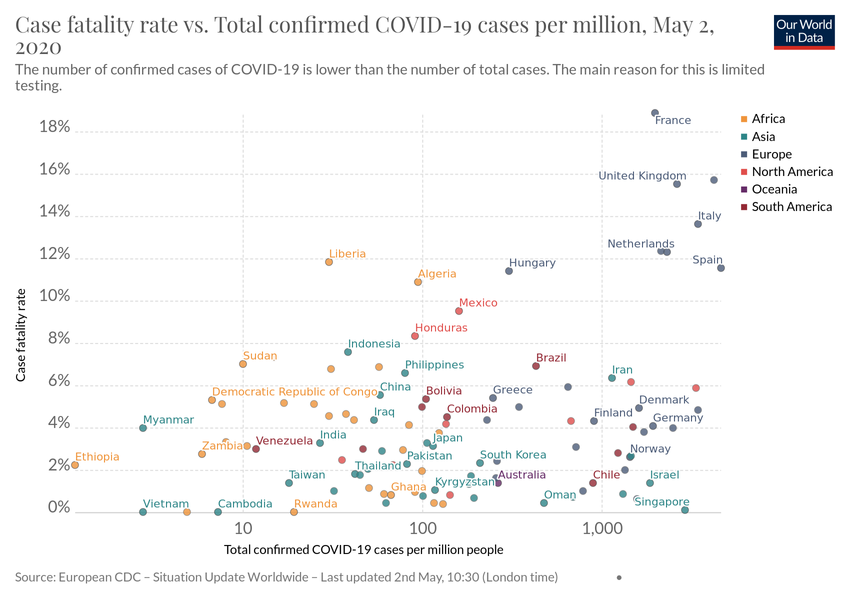 Case fatality rate vs. Total confirmed COVID-19 cases per million, May 2,
2020
Our World
in Data
The number of confirmed cases of COVID-19 is lower than the number of total cases. The main reason for this is limited
testing.
Case fatality rate
18%
16%
14%
12%
10%
8%
6%
4%
2%
0%
France
United Kingdom
Italy
Netherlands
Spain
Hungary
Liberia
Algeria
Mexico
Honduras
Indonesia
Sudan
Philippines
Brazil
Iran
Democratic Republic of Congo
China
Bolivia
Greece
Denmark
Iraq
Colombia
Finland
Germany
Myanmar
India
Japan
Zambia
Venezuela
Norway
Ethiopia
Pakistan
South Korea
Thailand
Taiwan
Kyrgyzstan
Australia
Chile
Israel
Ghana
Oman
Singapore
Vietnam
Cambodia
Rwanda
10
100
1,000
Total confirmed COVID-19 cases per million people
Africa
Asia
Europe
North America
Oceania
South America
Source: European CDC – Situation Update Worldwide – Last updated 2nd May, 10:30 (London time)